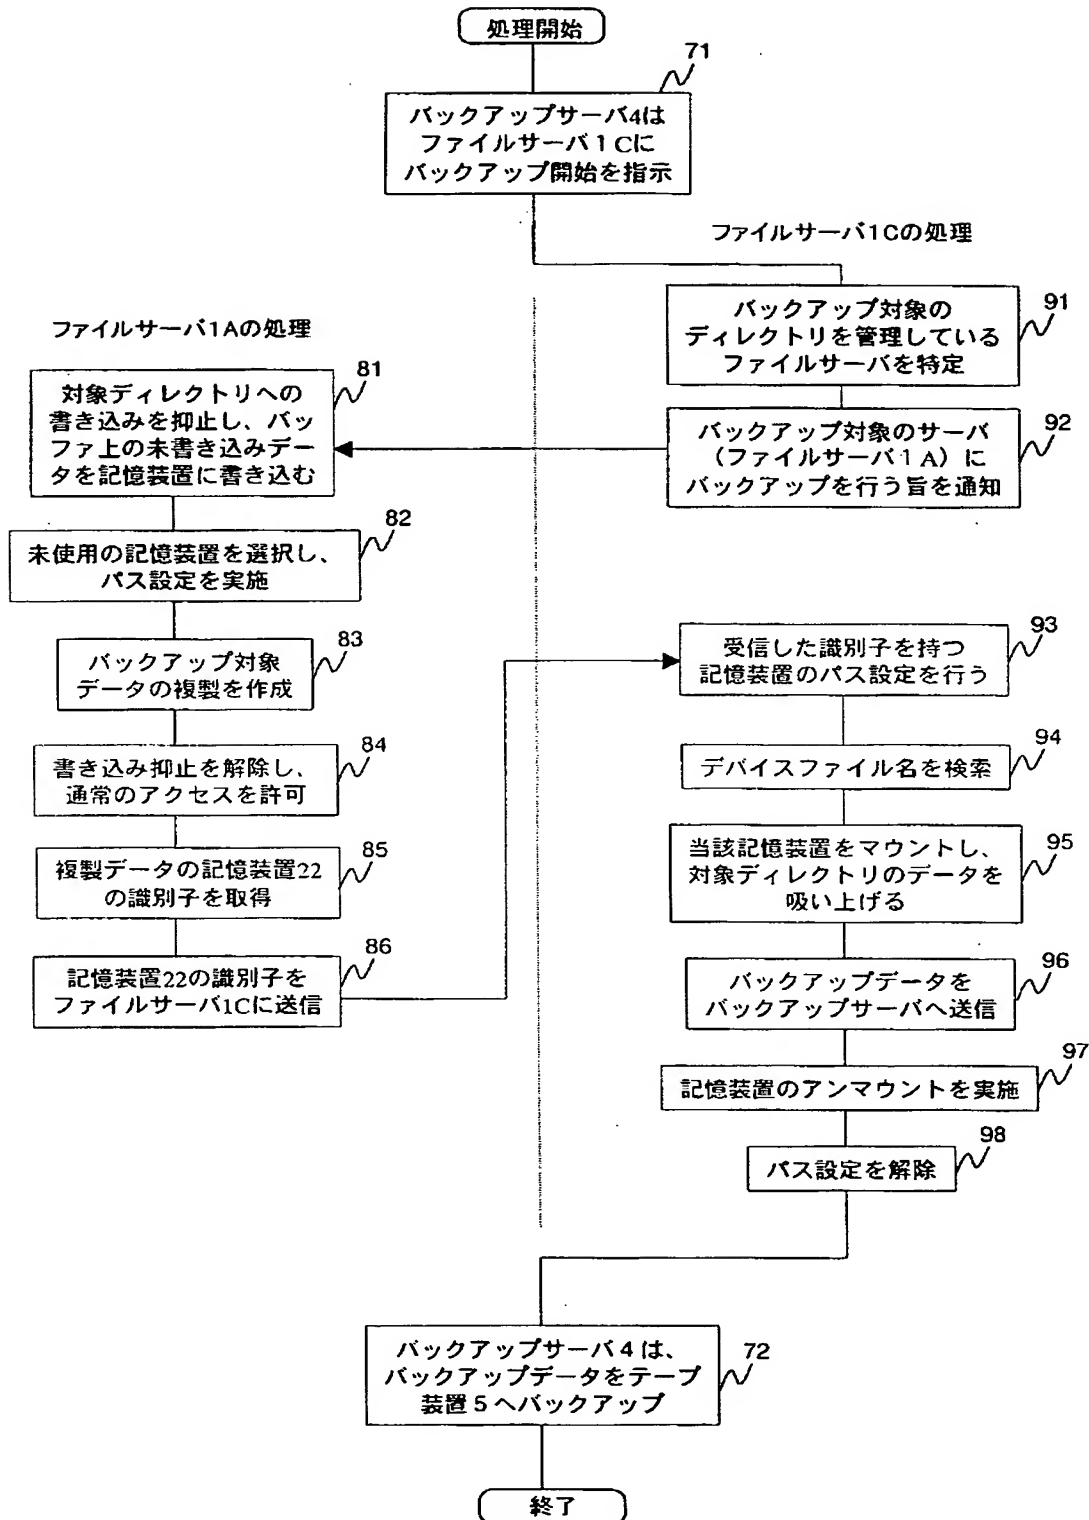 処理開始
71
バックアップサーバ4は
ファイルサーバ1Cに
バックアップ開始を指示
ファイルサーバ1Cの処理
91
バックアップ対象の
ディレクトリを管理している
ファイルサーバを特定
92
バックアップ対象のサーバ
(ファイルサーバ1A)に
バックアップを行う旨を通知
ファイルサーバ1Aの処理
81
対象ディレクトリへの
書き込みを抑止し、バッ
ファ上の未書き込みデー
タを記憶装置に書き込む
82
未使用の記憶装置を選択し、
パス設定を実施
83
バックアップ対象
データの複製を作成
84
書き込み抑止を解除し、
通常のアクセスを許可
85
複製データの記憶装置22
の識別子を取得
86
記憶装置22の識別子を
ファイルサーバ1Cに送信
93
受信した識別子を持つ
記憶装置のパス設定を行う
94
デバイスファイル名を検索
95
当該記憶装置をマウントし、
対象ディレクトリのデータを
吸い上げる
96
バックアップデータを
バックアップサーバへ送信
97
記憶装置のアンマウントを実施
98
パス設定を解除
72
バックアップサーバ4は、
バックアップデータをテープ
装置5へバックアップ
終了